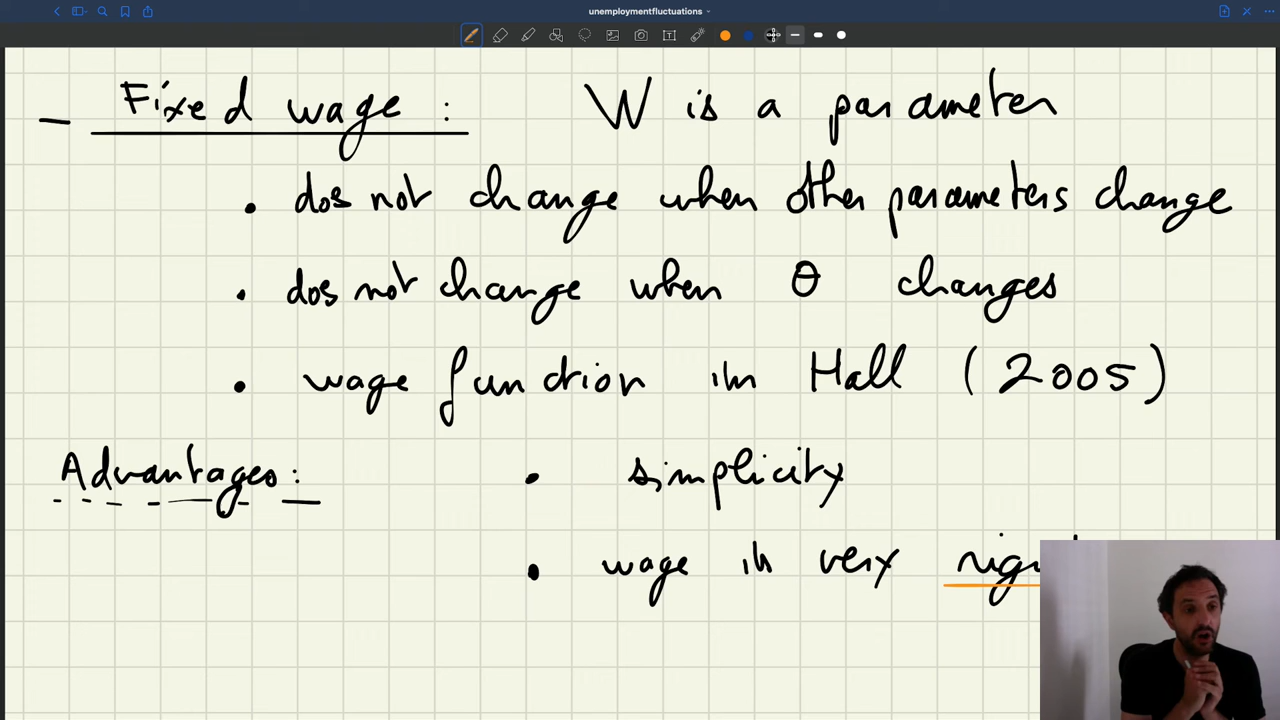 unemploymentfluctuations
Fixed wage : W is a parameter
• dos not change when other parameters change
• dos not change when θ changes
• wage function in Hall (2005)
Advantages: • simplicity
• wage in very